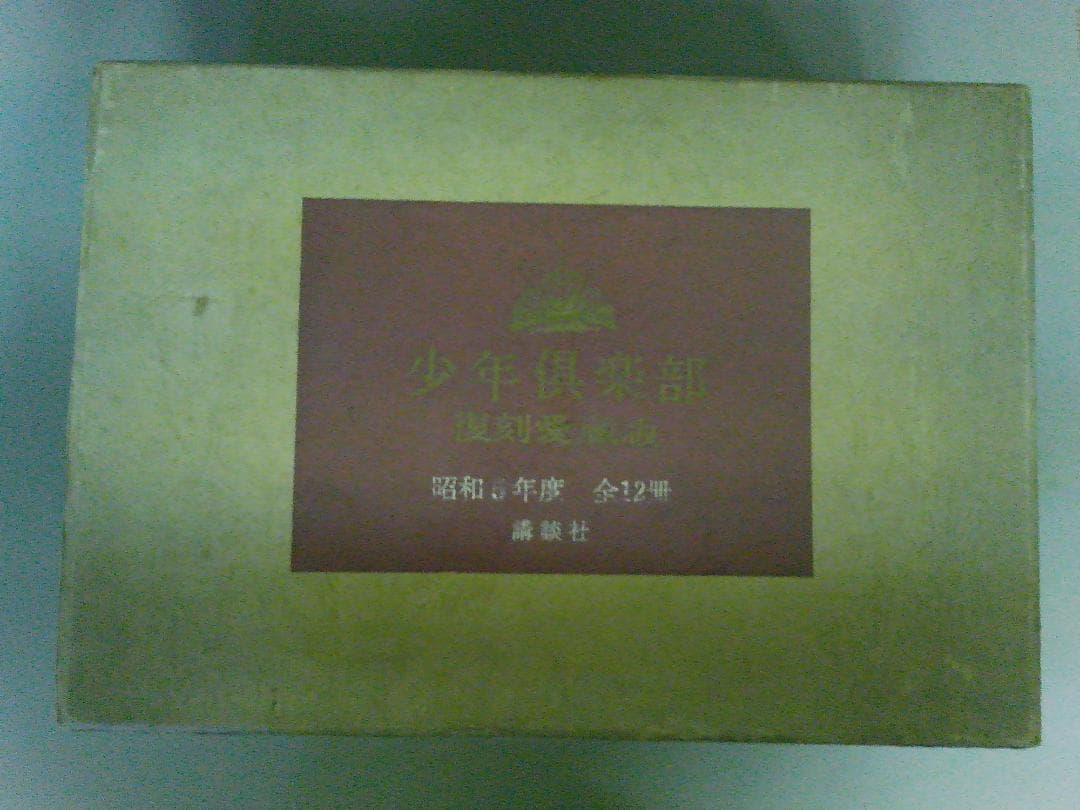 少年倶楽部
復刻愛蔵版
昭和5年度 全12冊
講談社